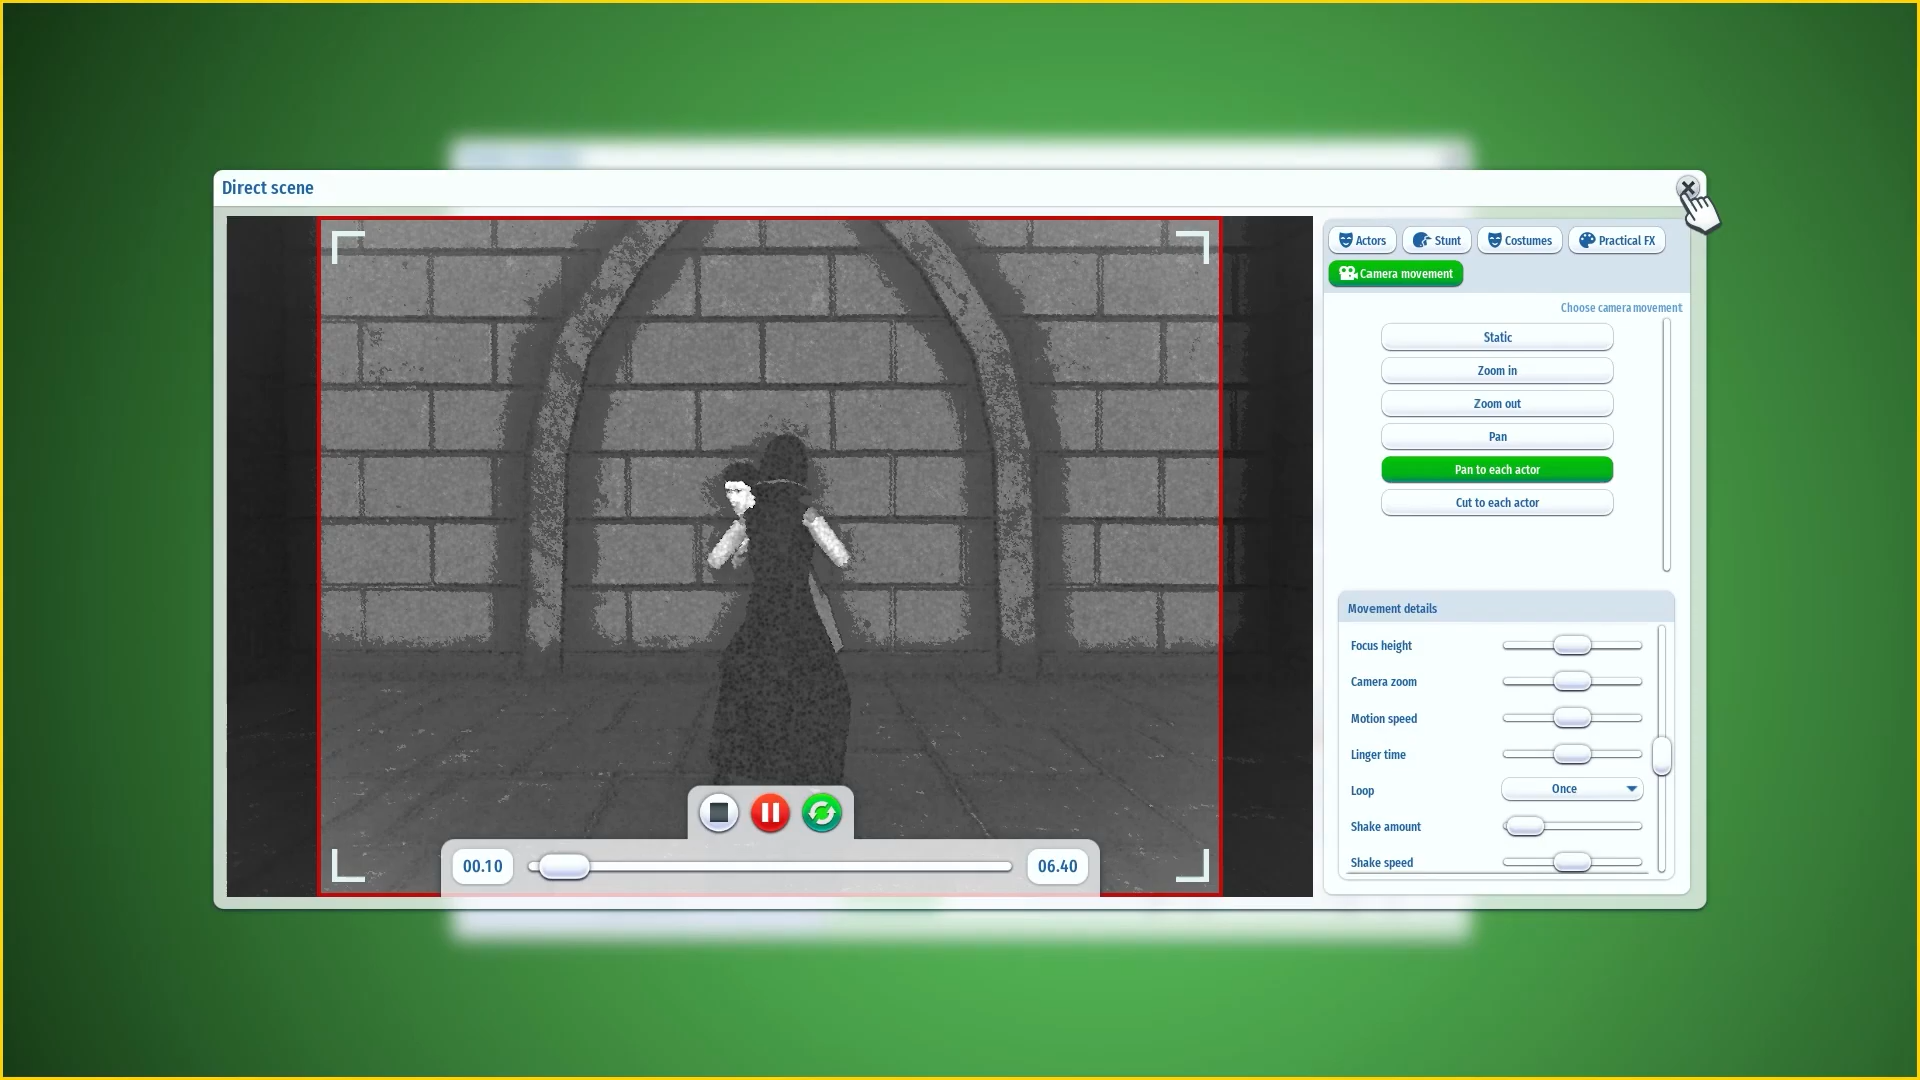 Direct scene
Actors
Stunt
Costumes
Practical FX
Camera movement
Choose camera movement
Static
Zoom in
Zoom out
Pan
Pan to each actor
Cut to each actor
Movement details
Focus height
Camera zoom
Motion speed
Linger time
Loop
Once
Shake amount
Shake speed
00.10
06.40